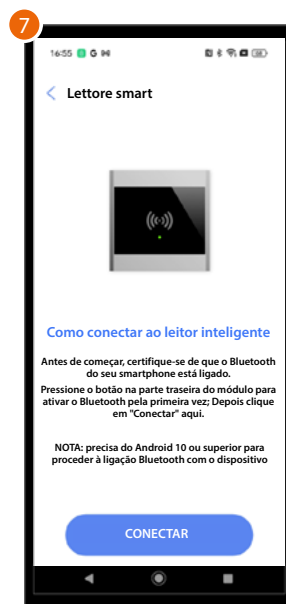 7
16:55 G
Lettore smart
Como conectar ao leitor inteligente
Antes de começar, certifique-se de que o Bluetooth
do seu smartphone está ligado.
Pressione o botão na parte traseira do módulo para
ativar o Bluetooth pela primeira vez; Depois clique
em "Conectar" aqui.
NOTA: precisa do Android 10 ou superior para
proceder à ligação Bluetooth com o dispositivo
CONECTAR